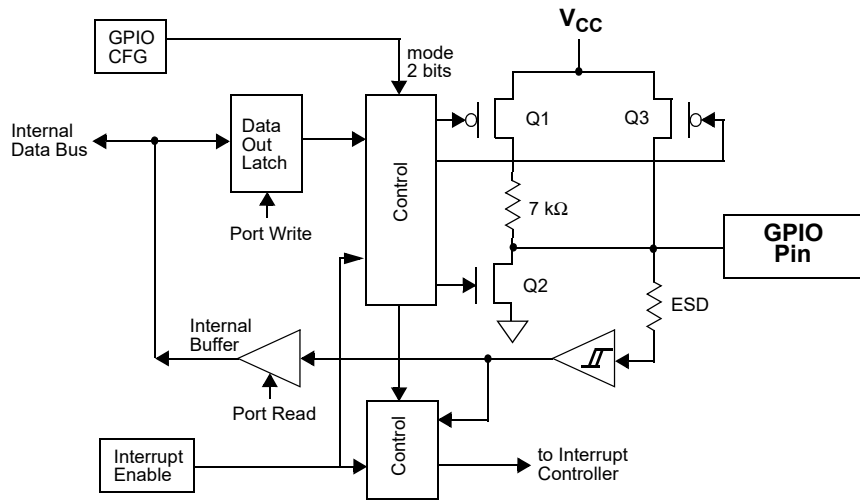 GPIO
CFG
mode
2 bits
VCC
Internal
Data Bus
Data
Out
Latch
Control
Q1
Q3
7 kΩ
Port Write
GPIO
Pin
Q2
ESD
Internal
Buffer
Port Read
Control
Interrupt
Enable
to Interrupt
Controller